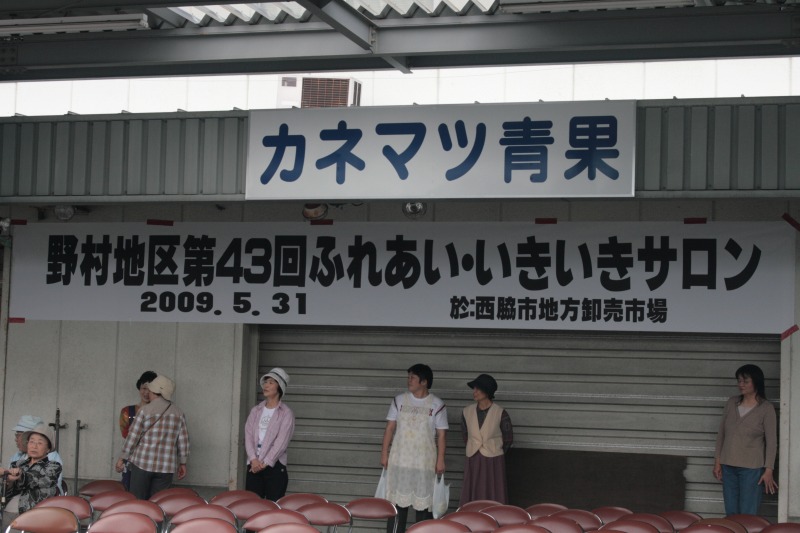 カネマツ青果
野村地区第43回ふれあい・いきいきサロン
2009.5.31 於:西脇市地方卸売市場